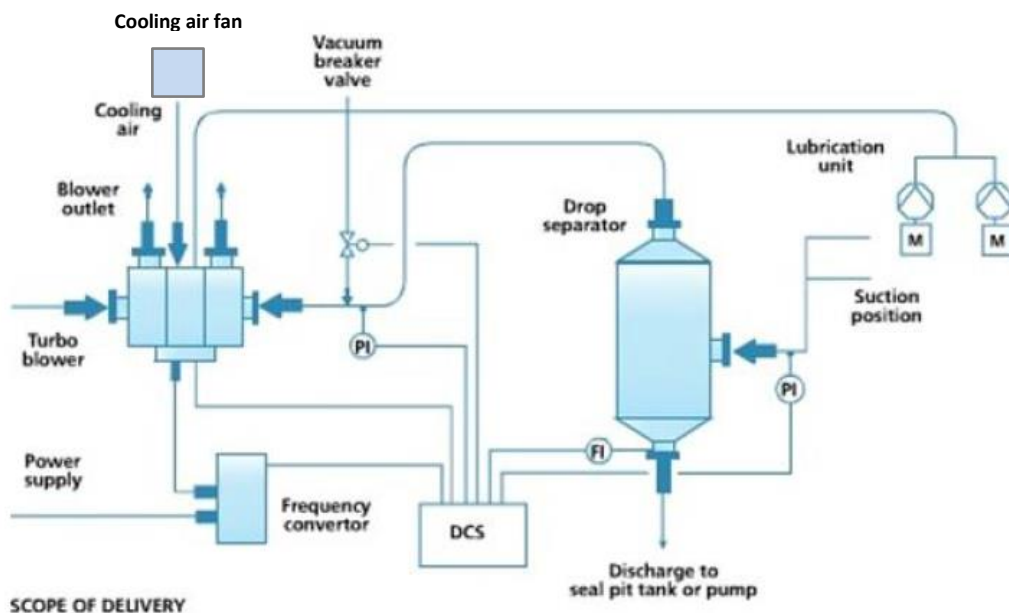 Cooling air fan
Vacuum
breaker
valve
Cooling
air
Lubrication
unit
Blower
outlet
Drop
separator
M
M
Suction
position
Turbo
blower
PI
PI
Power
supply
FI
Frequency
convertor
DCS
Discharge to
seal pit tank or pump
SCOPE OF DELIVERY